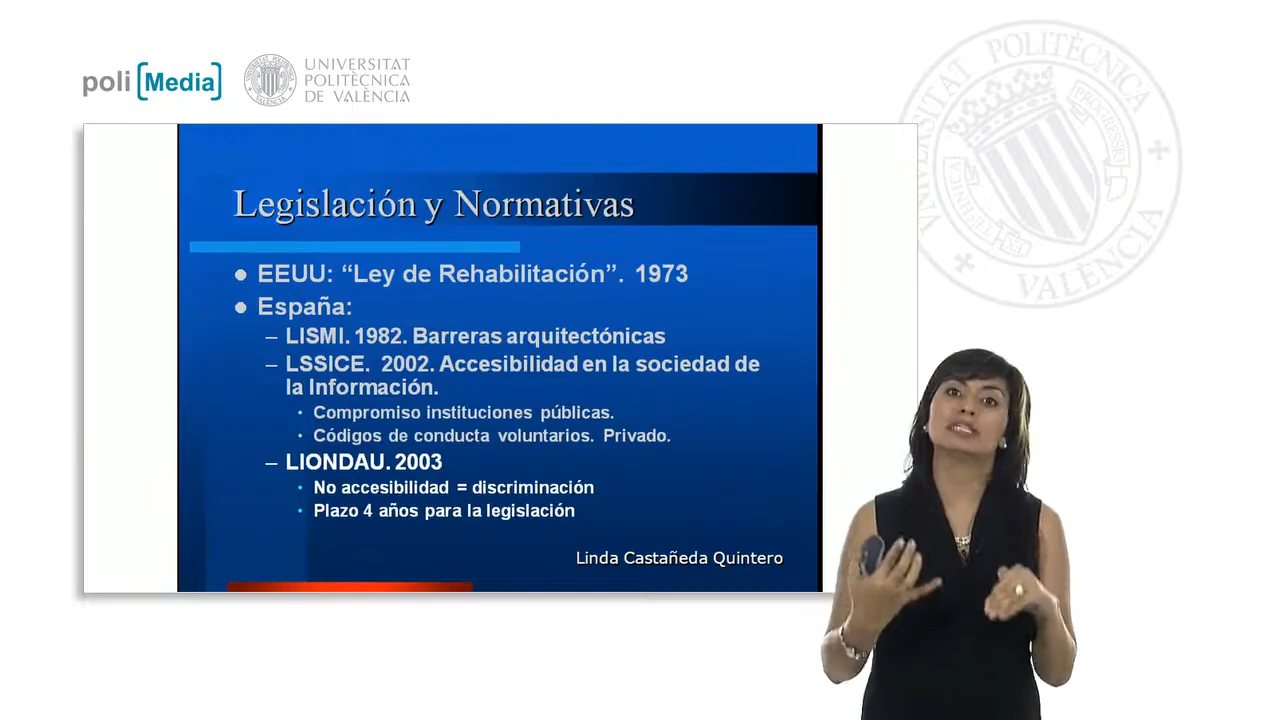 poli [Media]
UNIVERSITAT
POLITÈCNICA
DE VALÈNCIA
UNIVERSITAT POLITÈCNICA
VALÈNCIA
Legislación y Normativas
● EEUU: “Ley de Rehabilitación”. 1973
● España:
– LISMI. 1982. Barreras arquitectónicas
– LSSICE. 2002. Accesibilidad en la sociedad de
la Información.
· Compromiso instituciones públicas.
· Códigos de conducta voluntarios. Privado.
– LIONDAU. 2003
· No accesibilidad = discriminación
· Plazo 4 años para la legislación
Linda Castañeda Quintero